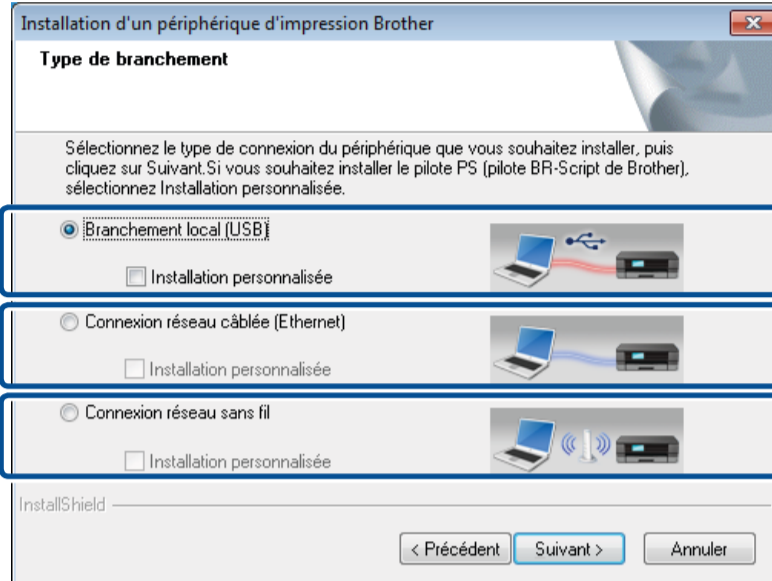 Installation d'un périphérique d'impression Brother
Type de branchement
Sélectionnez le type de connexion du périphérique que vous souhaitez installer, puis
cliquez sur Suivant.Si vous souhaitez installer le pilote PS (pilote BR-Script de Brother),
sélectionnez Installation personnalisée.
Branchement local (USB)
Installation personnalisée
Connexion réseau câblée (Ethernet)
Installation personnalisée
Connexion réseau sans fil
Installation personnalisée
InstallShield
< Précédent Suivant > Annuler